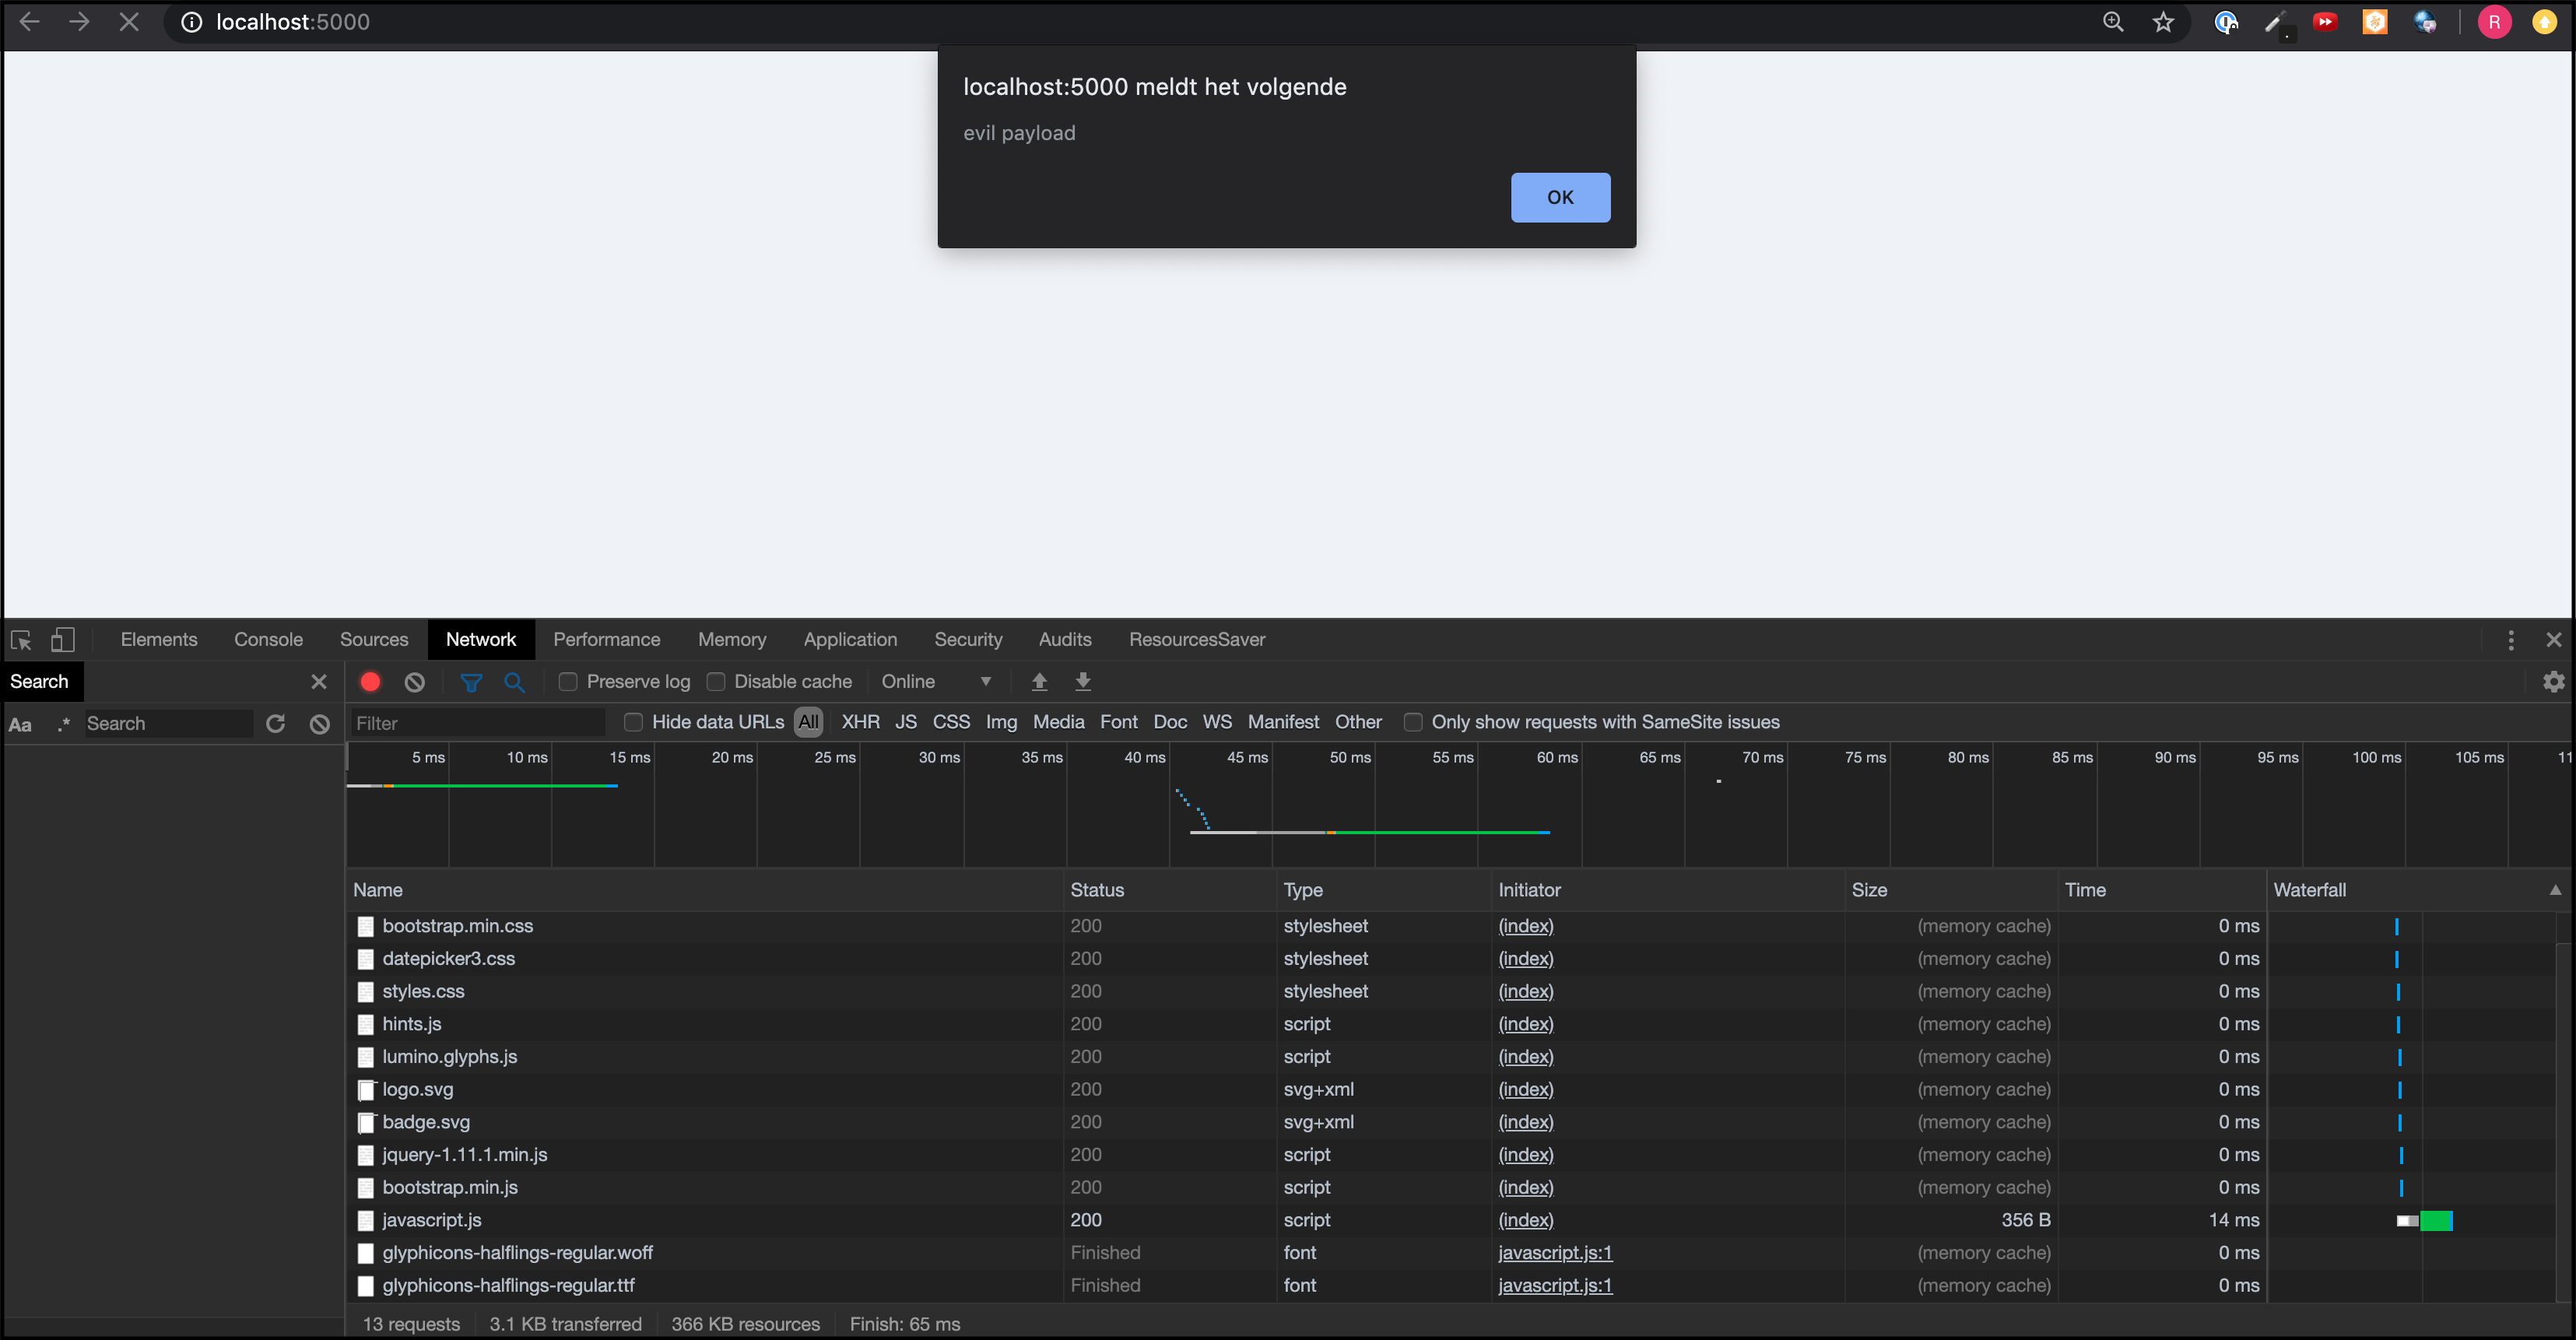 localhost:5000
R
localhost:5000 meldt het volgende
evil payload
OK
Elements Console Sources Network Performance Memory Application Security Audits ResourcesSaver
Search Preserve log Disable cache Online
Aa .* Search Filter Hide data URLs All XHR JS CSS Img Media Font Doc WS Manifest Other Only show requests with SameSite issues
5 ms 10 ms 15 ms 20 ms 25 ms 30 ms 35 ms 40 ms 45 ms 50 ms 55 ms 60 ms 65 ms 70 ms 75 ms 80 ms 85 ms 90 ms 95 ms 100 ms 105 ms 11
Name Status Type Initiator Size Time Waterfall
bootstrap.min.css 200 stylesheet (index) (memory cache) 0 ms
datepicker3.css 200 stylesheet (index) (memory cache) 0 ms
styles.css 200 stylesheet (index) (memory cache) 0 ms
hints.js 200 script (index) (memory cache) 0 ms
lumino.glyphs.js 200 script (index) (memory cache) 0 ms
logo.svg 200 svg+xml (index) (memory cache) 0 ms
badge.svg 200 svg+xml (index) (memory cache) 0 ms
jquery-1.11.1.min.js 200 script (index) (memory cache) 0 ms
bootstrap.min.js 200 script (index) (memory cache) 0 ms
javascript.js 200 script (index) 356 B 14 ms
glyphicons-halflings-regular.woff Finished font javascript.js:1 (memory cache) 0 ms
glyphicons-halflings-regular.ttf Finished font javascript.js:1 (memory cache) 0 ms
13 requests 3.1 KB transferred 366 KB resources Finish: 65 ms